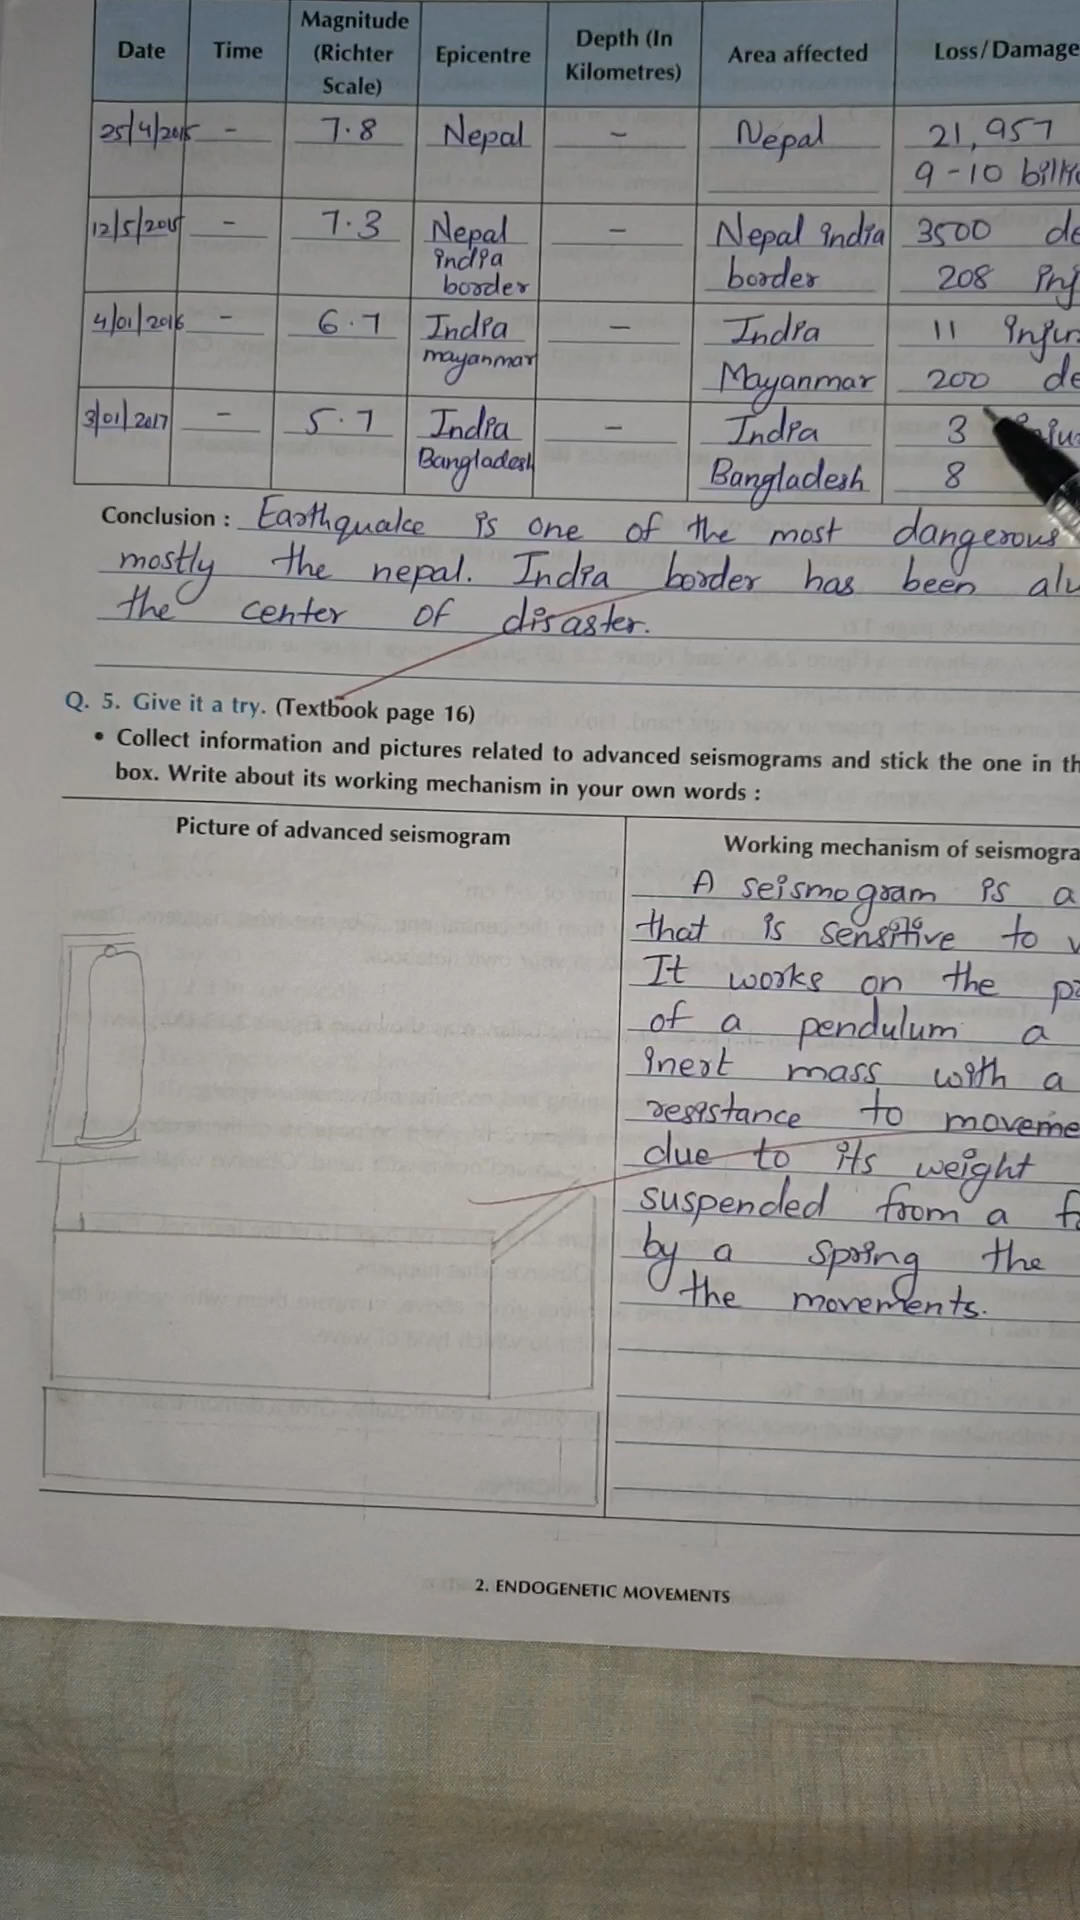 Date Time Magnitude (Richter Scale) Epicentre Depth (In Kilometres) Area affected Loss/Damage
25/4/2015 - 7.8 Nepal - Nepal 21,957
9-10
12/5/2015 - 7.3 Nepal india border - Nepal india border 3500
208
4/01/2016 - 6.7 India mayanmar - India Mayanmar 11
200
3/01/2017 - 5.7 India Bangladesh - India Bangladesh 3
8
Conclusion : Earthquake is one of the most dangerous
mostly the nepal. India border has been
the center of disaster.
Q. 5. Give it a try. (Textbook page 16)
• Collect information and pictures related to advanced seismograms and stick the one in
box. Write about its working mechanism in your own words :
Picture of advanced seismogram
Working mechanism of
A seismogram is a
that is sensitive to
It works on the
of a pendulum a
inert mass with a
resistance to
due to its weight
suspended from a
by a spring the
the movements.
2. ENDOGENETIC MOVEMENTS